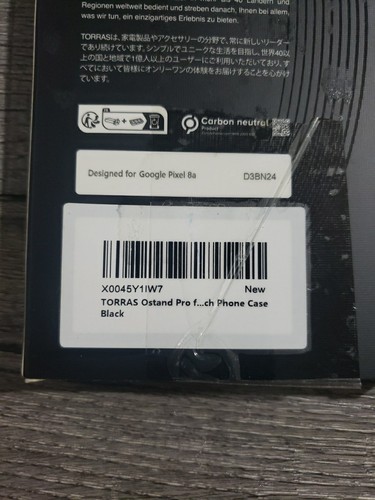 Regionen weltweit bedient und streben danach, Ihnen bei allem,
was wir tun, ein einzigartiges Erlebnis zu bieten.
TORRASは、家電製品やアクセサリーの分野で、常に新しいリーダー
であり続けています。シンプルでユニークな生活を目指し、世界40以
上の国と地域で1億人以上のユーザーにご利用いただいており、す
べてにおいて皆様にオンリーワンの体験をお届けすることを心がけ
ています。
Carbon neutral
Product
Designed for Google Pixel 8a D3BN24
X0045Y1IW7 New
TORRAS Ostand Pro f...ch Phone Case
Black